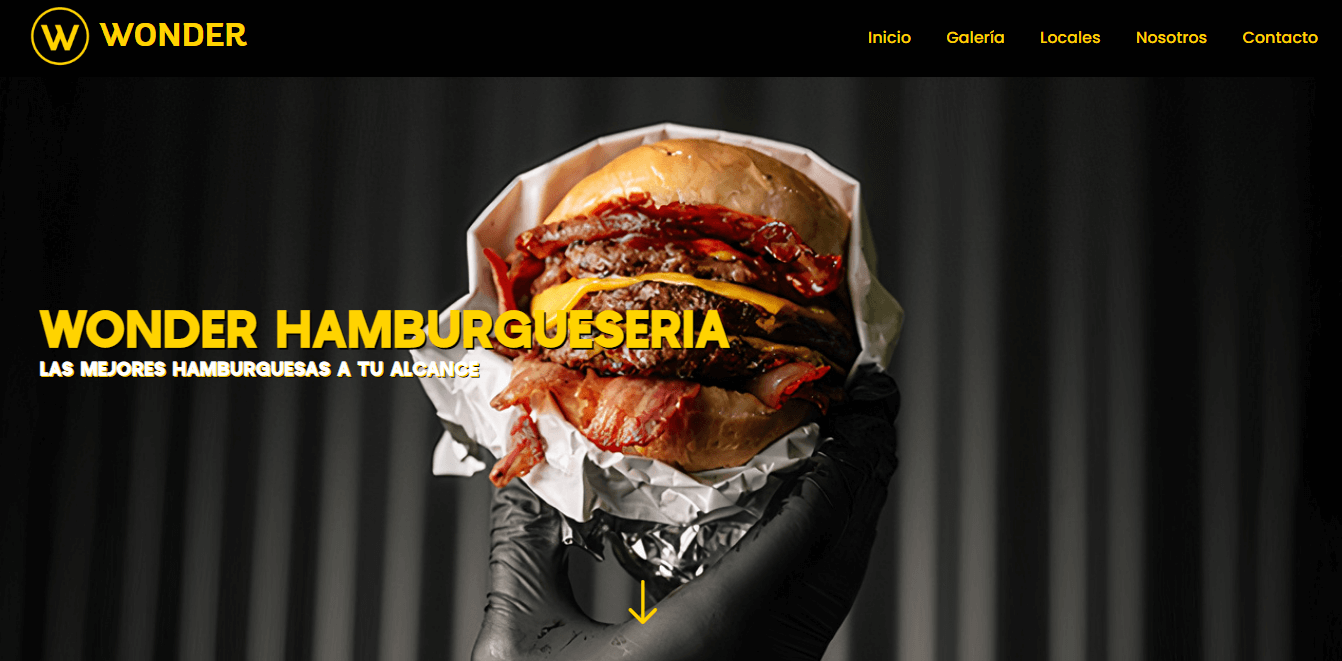 W WONDER
Inicio Galería Locales Nosotros Contacto
WONDER HAMBURGUESERIA
LAS MEJORES HAMBURGUESAS A TU ALCANCE